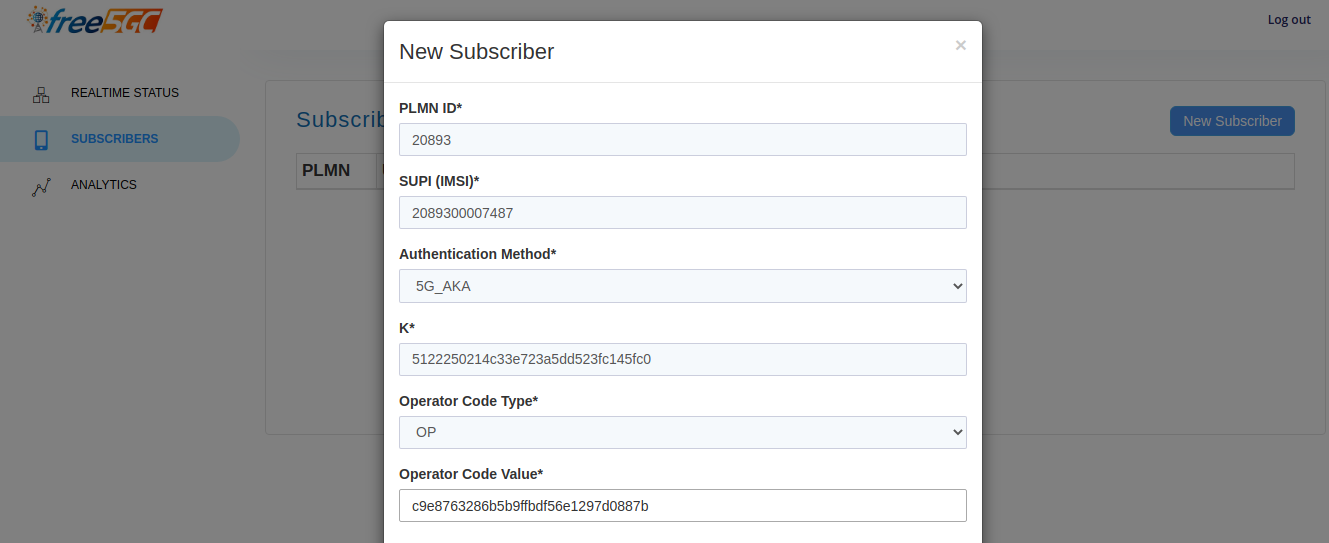 free5GC
Log out
New Subscriber
×
REALTIME STATUS
SUBSCRIBERS
ANALYTICS
Subscrib
New Subscriber
PLMN
PLMN ID*
20893
SUPI (IMSI)*
2089300007487
Authentication Method*
5G_AKA
K*
5122250214c33e723a5dd523fc145fc0
Operator Code Type*
OP
Operator Code Value*
c9e8763286b5b9ffbdf56e1297d0887b